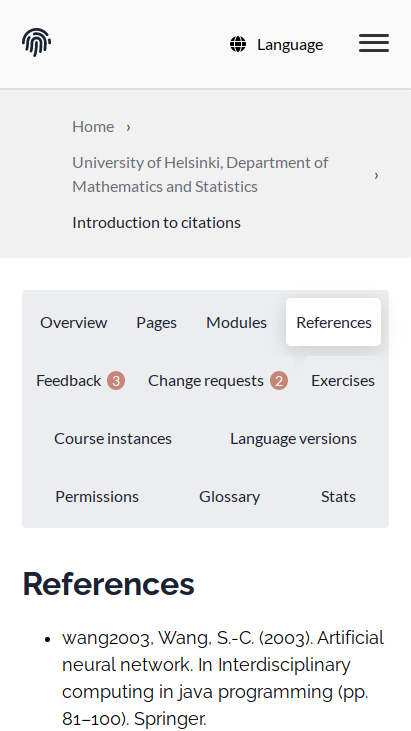 Language
Home ›
University of Helsinki, Department of
Mathematics and Statistics ›
Introduction to citations
Overview Pages Modules References
Feedback 3 Change requests 2 Exercises
Course instances Language versions
Permissions Glossary Stats
References
• wang2003, Wang, S.-C. (2003). Artificial
neural network. In Interdisciplinary
computing in java programming (pp.
81–100). Springer.